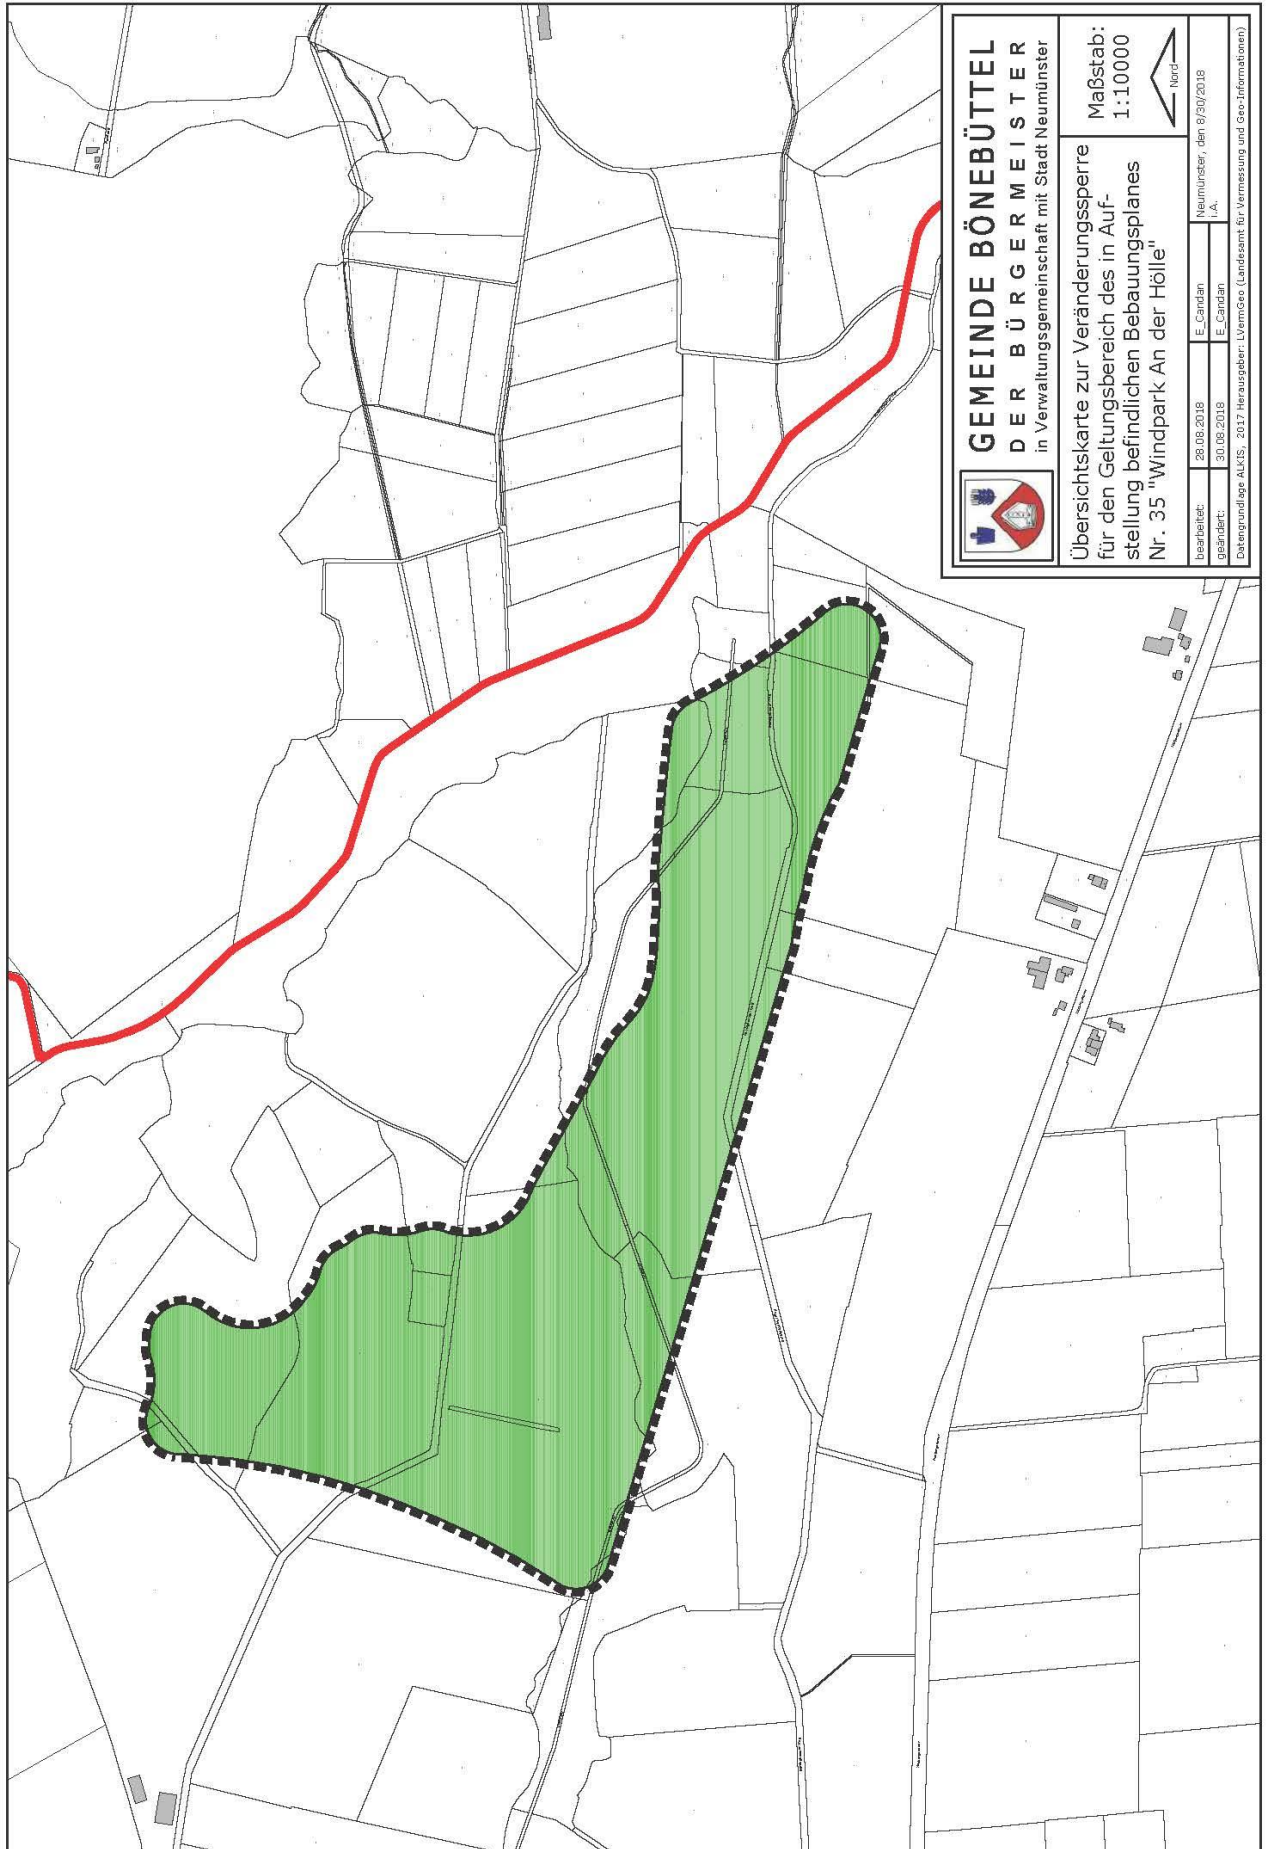 GEMEINDE BÖNEBÜTTEL
DER BÜRGERMEISTER
in Verwaltungsgemeinschaft mit Stadt Neumünster
Übersichtskarte zur Veränderungssperre
für den Geltungsbereich des in Auf-
stellung befindlichen Bebauungsplanes
Nr. 35 "Windpark An der Hölle"
Maßstab:
1:10000
Nord
bearbeitet: 28.08.2018 E_Candan Neumünster, den 8/30/2018
geändert: 30.08.2018 E_Candan i.A.
Datengrundlage ALKIS, 2017 Herausgeber: LVermGeo (Landesamt für Vermessung und Geo-Informationen)